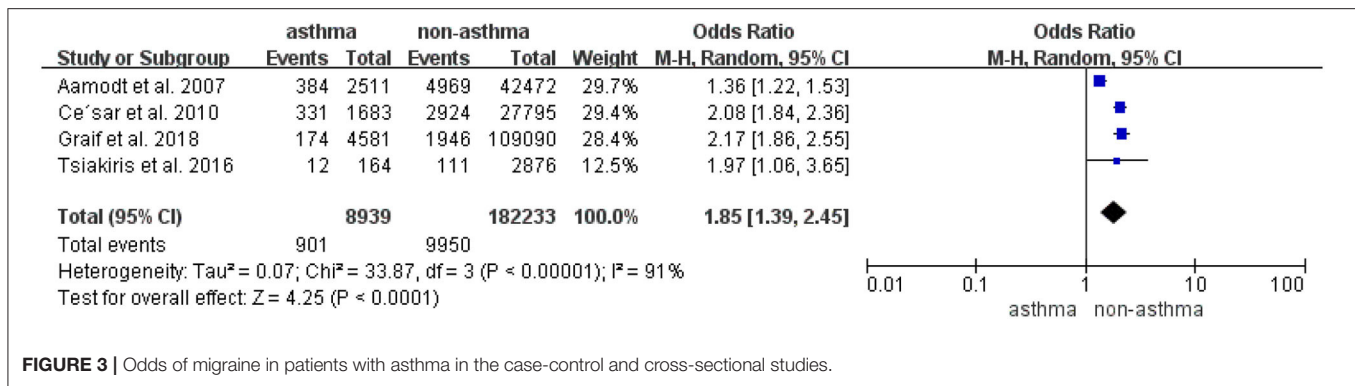 asthma non-asthma Odds Ratio Odds Ratio
Study or Subgroup Events Total Events Total Weight M-H, Random, 95% CI M-H, Random, 95% CI
Aamodt et al. 2007 384 2511 4969 42472 29.7% 1.36 [1.22, 1.53]
Ce´sar et al. 2010 331 1683 2924 27795 29.4% 2.08 [1.84, 2.36]
Graif et al. 2018 174 4581 1946 109090 28.4% 2.17 [1.86, 2.55]
Tsiakiris et al. 2016 12 164 111 2876 12.5% 1.97 [1.06, 3.65]
Total (95% CI) 8939 182233 100.0% 1.85 [1.39, 2.45]
Total events 901 9950
Heterogeneity: Tau² = 0.07; Chi² = 33.87, df = 3 (P < 0.00001); I² = 91%
Test for overall effect: Z = 4.25 (P < 0.0001)
0.01 0.1 1 10 100
asthma non-asthma
FIGURE 3 | Odds of migraine in patients with asthma in the case-control and cross-sectional studies.